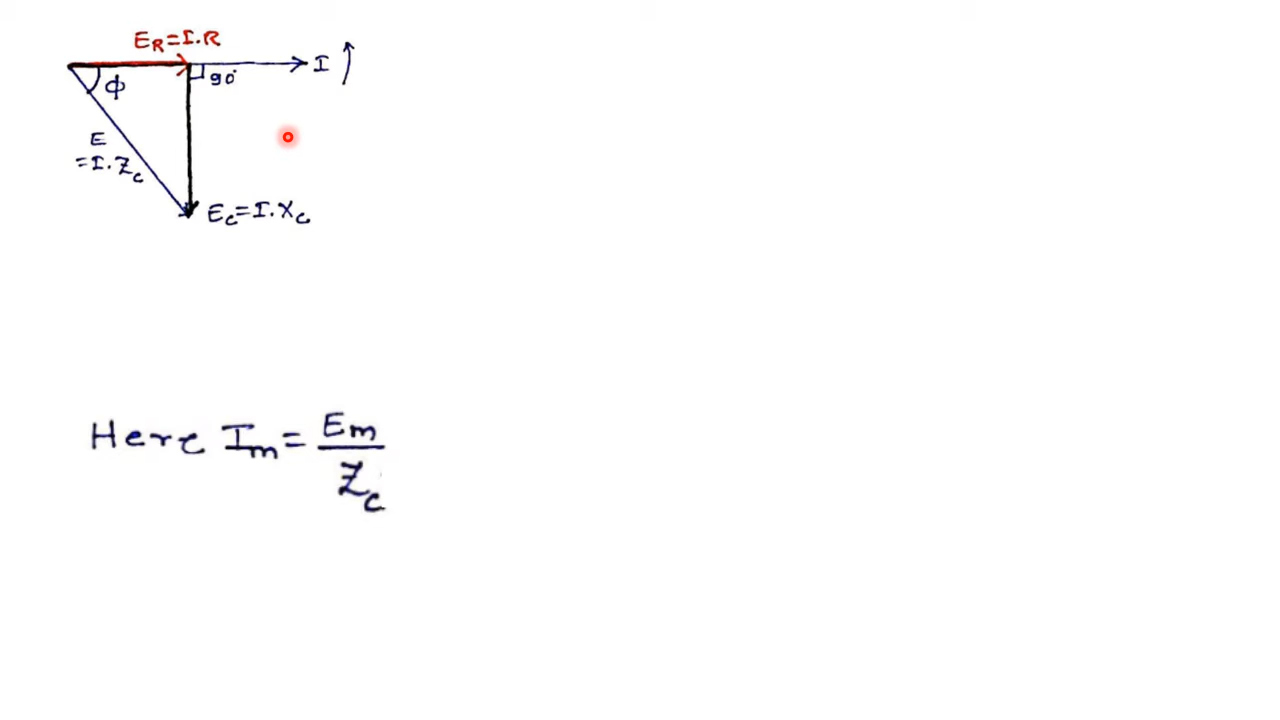 E_R=I.R
I
90°
ϕ
E
=I.Z_c
E_c=I.X_c
Here I_m = E_m / Z_c